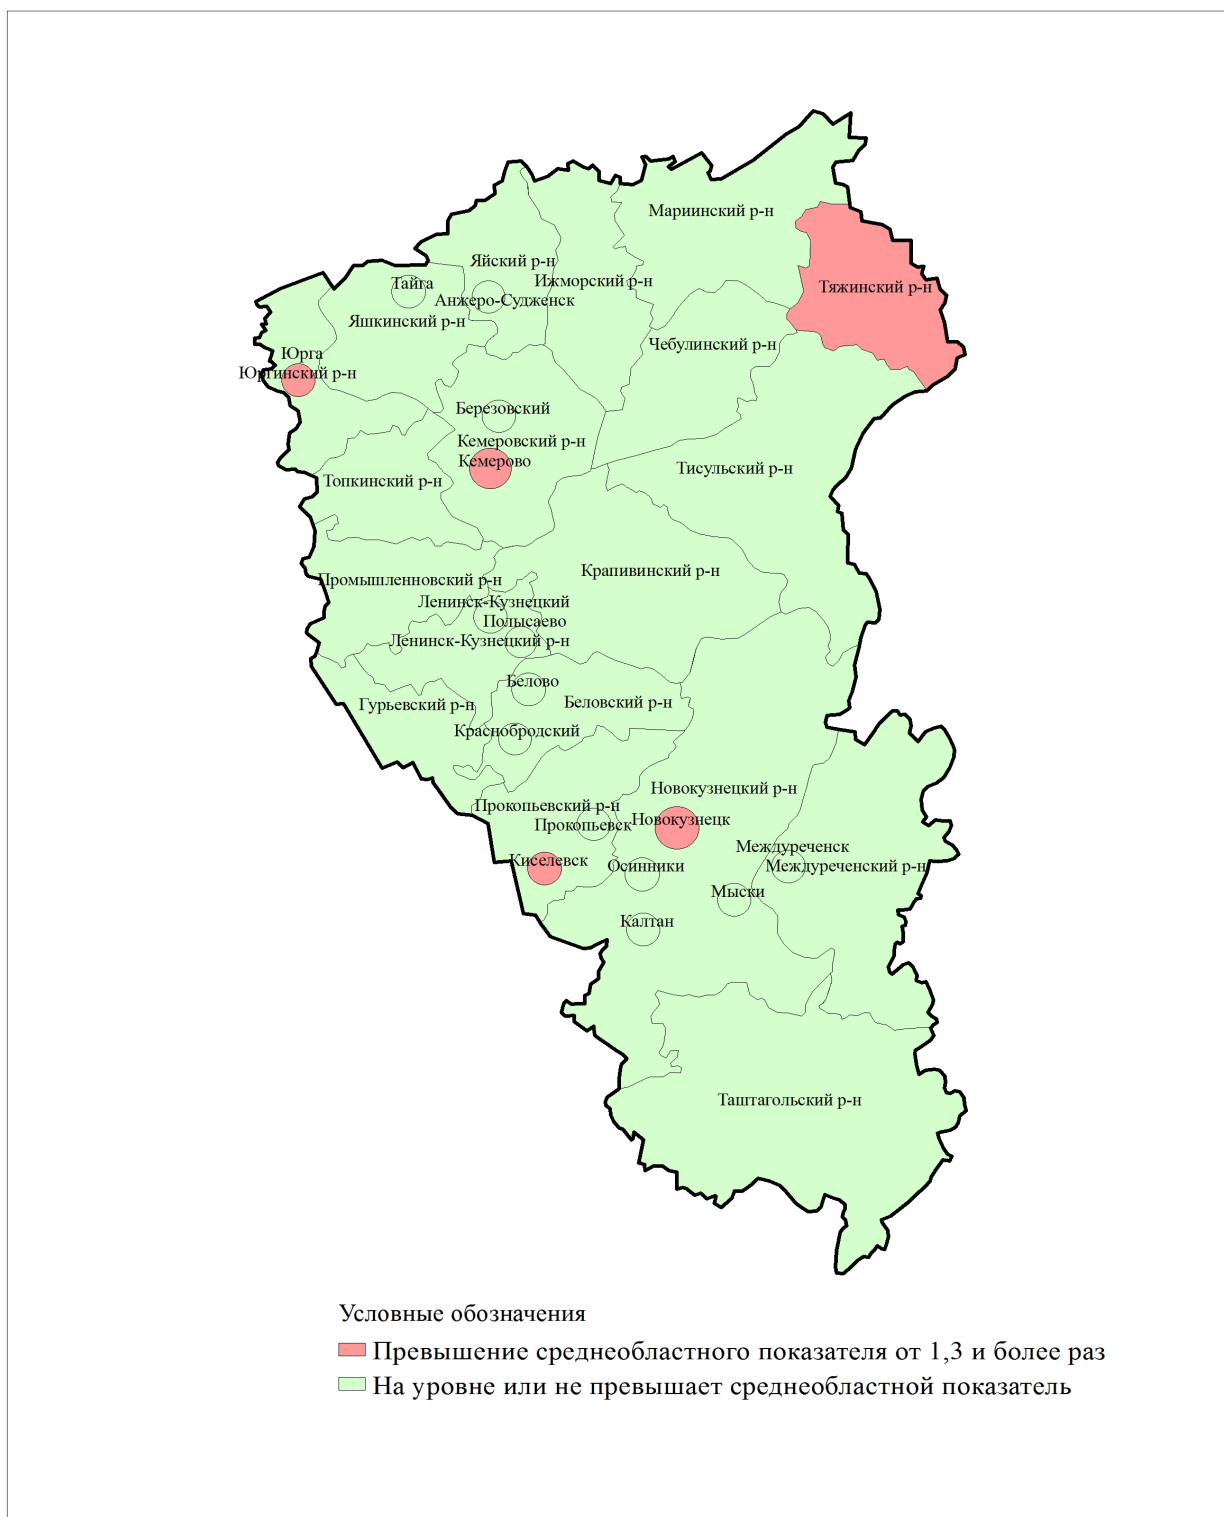 Мариинский р-н
Яйский р-н
Ижморский р-н
Тяжинский р-н
Тайга
Анжеро-Судженск
Яшкинский р-н
Чебулинский р-н
Юрга
Юргинский р-н
Березовский
Кемеровский р-н
Кемерово
Тисульский р-н
Топкинский р-н
Крапивинский р-н
Промышленновский р-н
Ленинск-Кузнецкий
Полысаево
Ленинск-Кузнецкий р-н
Белово
Беловский р-н
Гурьевский р-н
Краснобродский
Новокузнецкий р-н
Прокопьевский р-н
Прокопьевск
Новокузнецк
Междуреченск
Киселевск
Осинники
Междуреченский р-н
Мыски
Калтан
Таштагольский р-н
Условные обозначения
Превышение среднеобластного показателя от 1,3 и более раз
На уровне или не превышает среднеобластной показатель